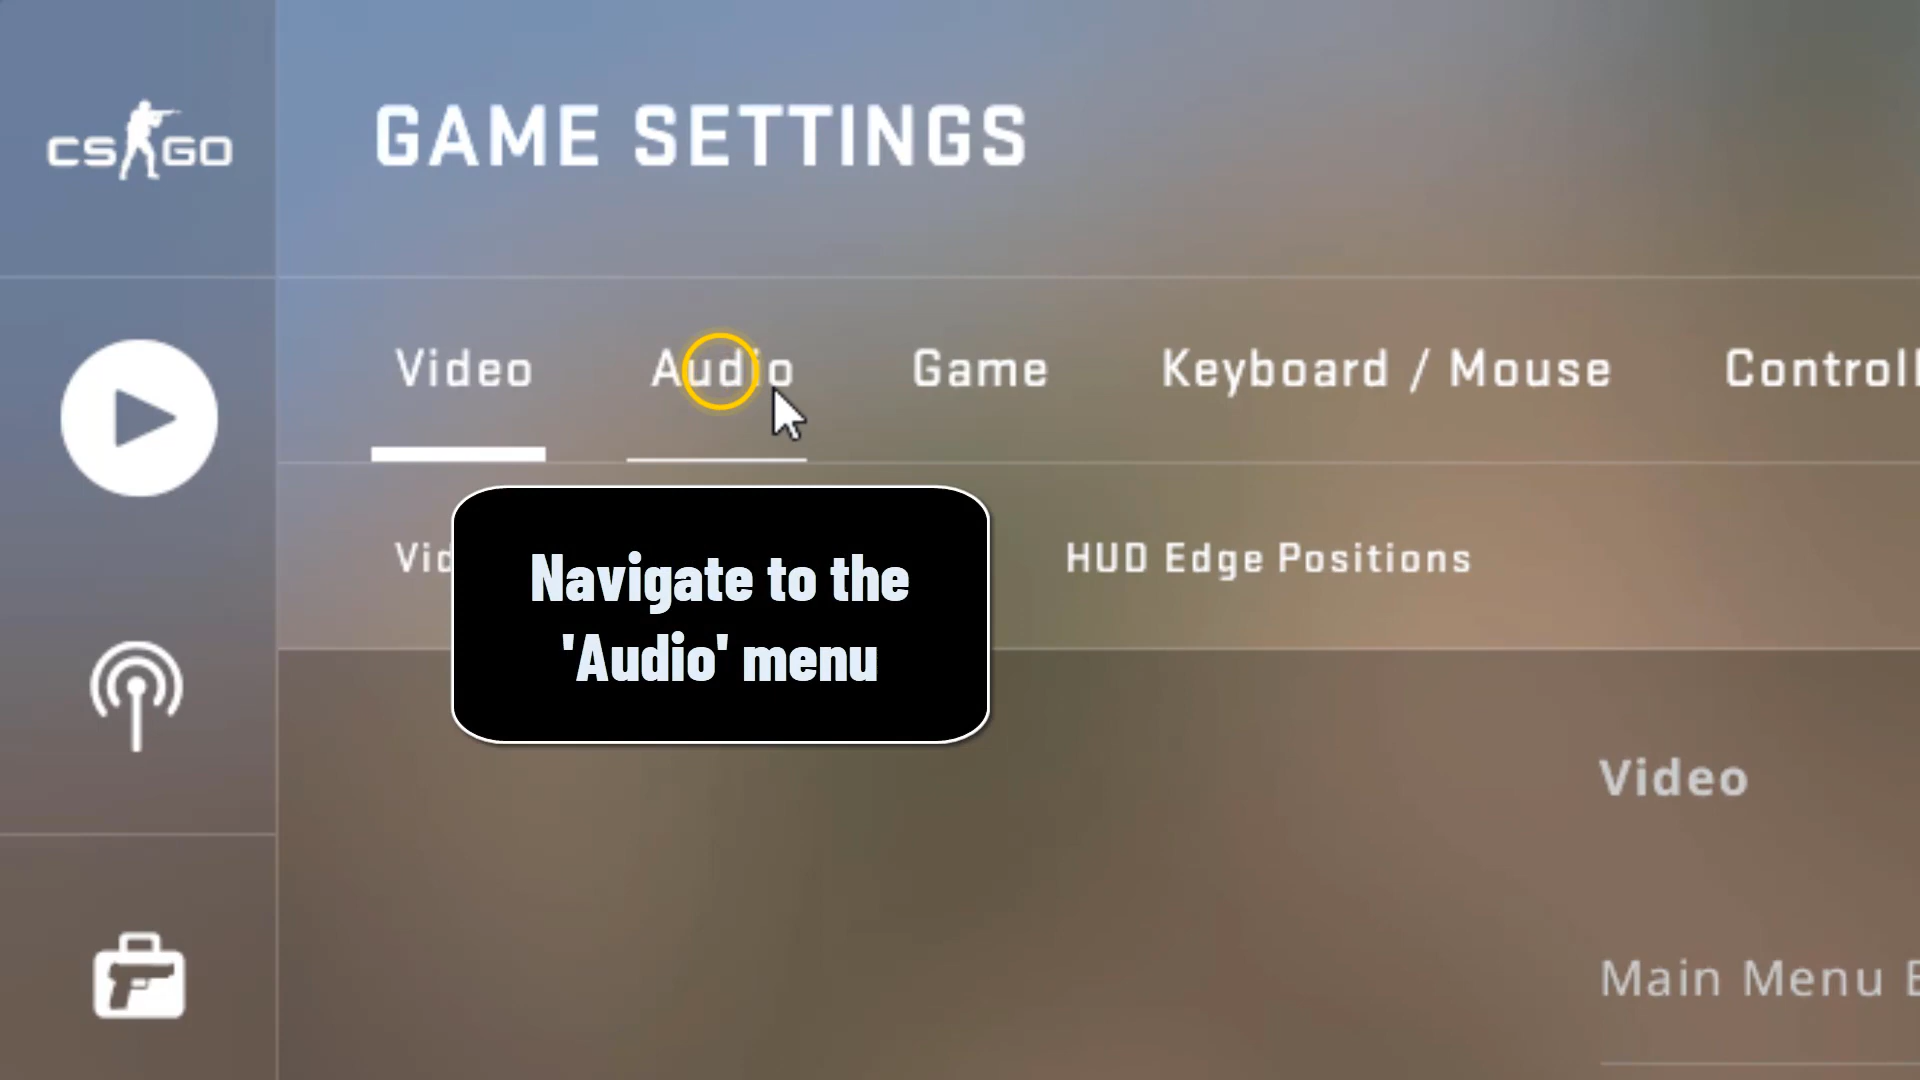 CS GO
GAME SETTINGS
Video Audio Game Keyboard / Mouse Controll
Vid HUD Edge Positions
Navigate to the
'Audio' menu
Video
Main Menu